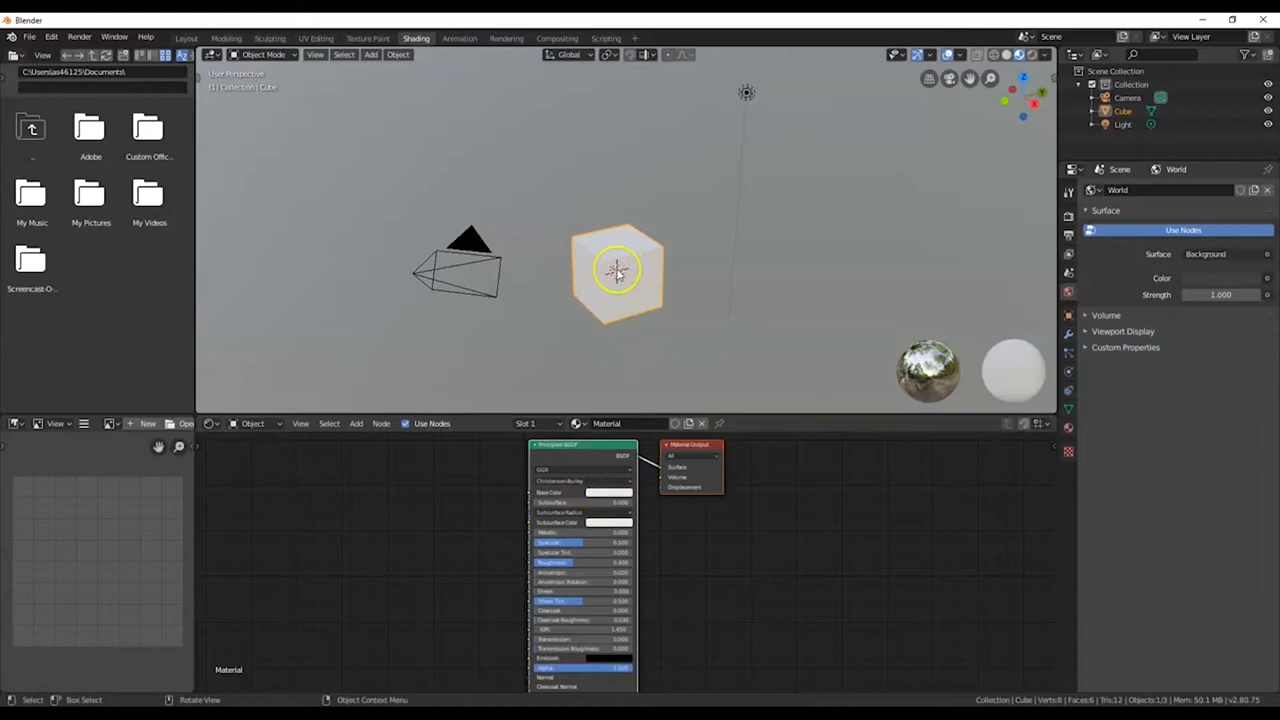 Blender
File Edit Render Window Help
Layout Modeling Sculpting UV Editing Texture Paint Shading Animation Rendering Compositing Scripting +
Scene
View Layer
View
Object Mode View Select Add Object
Global
C:\Users\as46125\Documents\
User Perspective
(1) Collection | Cube
..
Adobe
Custom Offic...
My Music
My Pictures
My Videos
Screencast-O-...
Scene Collection
Collection
Camera
Cube
Light
Scene World
World
Surface
Use Nodes
Surface Background
Color
Strength 1.000
Volume
Viewport Display
Custom Properties
View New Ope
Object View Select Add Node Use Nodes
Slot 1
Material
Principled BSDF
BSDF
GGX
Christensen-Burley
Base Color
Subsurface: 0.000
Subsurface Radius
Subsurface Color
Metallic: 0.000
Specular: 0.500
Specular Tint: 0.000
Roughness: 0.400
Anisotropic: 0.000
Anisotropic Rotation: 0.000
Sheen: 0.000
Sheen Tint: 0.500
Clearcoat: 0.000
Clearcoat Roughness: 0.030
IOR: 1.450
Transmission: 0.000
Transmission Roughness: 0.000
Emission
Alpha: 1.000
Normal
Clearcoat Normal
Material Output
All
Surface
Volume
Displacement
Material
Select Box Select Rotate View Object Context Menu
Collection | Cube | Verts:8 | Faces:6 | Tris:12 | Objects:1/3 | Mem: 50.1 MB | v2.80.75